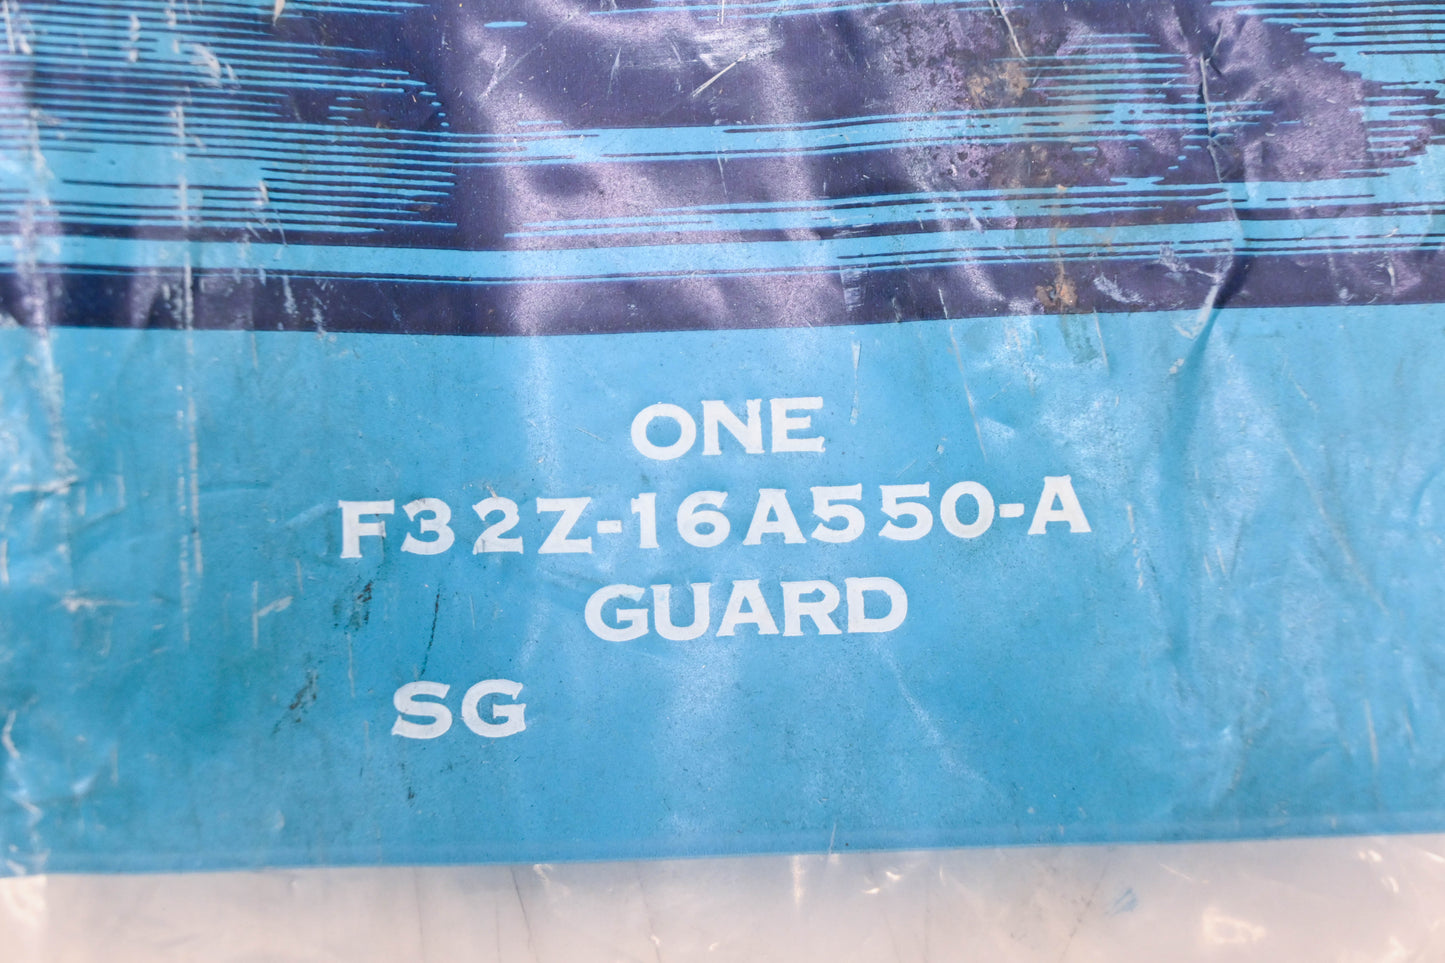 ONE
F32Z-16A550-A
GUARD
SG